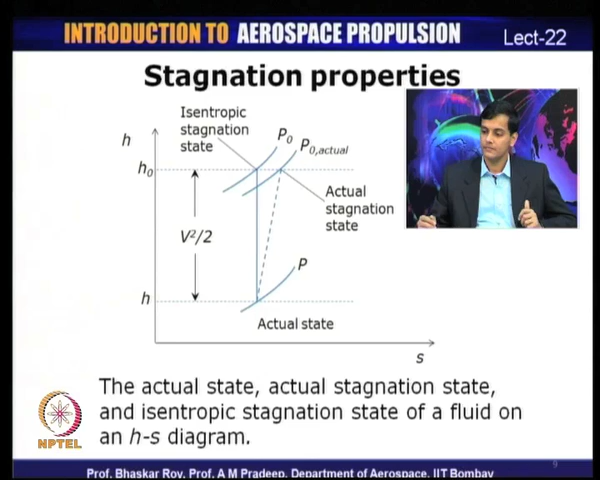 INTRODUCTION TO AEROSPACE PROPULSION
Lect-22
Stagnation properties
Isentropic
stagnation
state
P0
P0,actual
h
h0
Actual
stagnation
state
V²/2
P
h
Actual state
s
The actual state, actual stagnation state,
and isentropic stagnation state of a fluid on
an h-s diagram.
NPTEL
9
Prof. Bhaskar Roy, Prof. A M Pradeep, Department of Aerospace, IIT Bombay